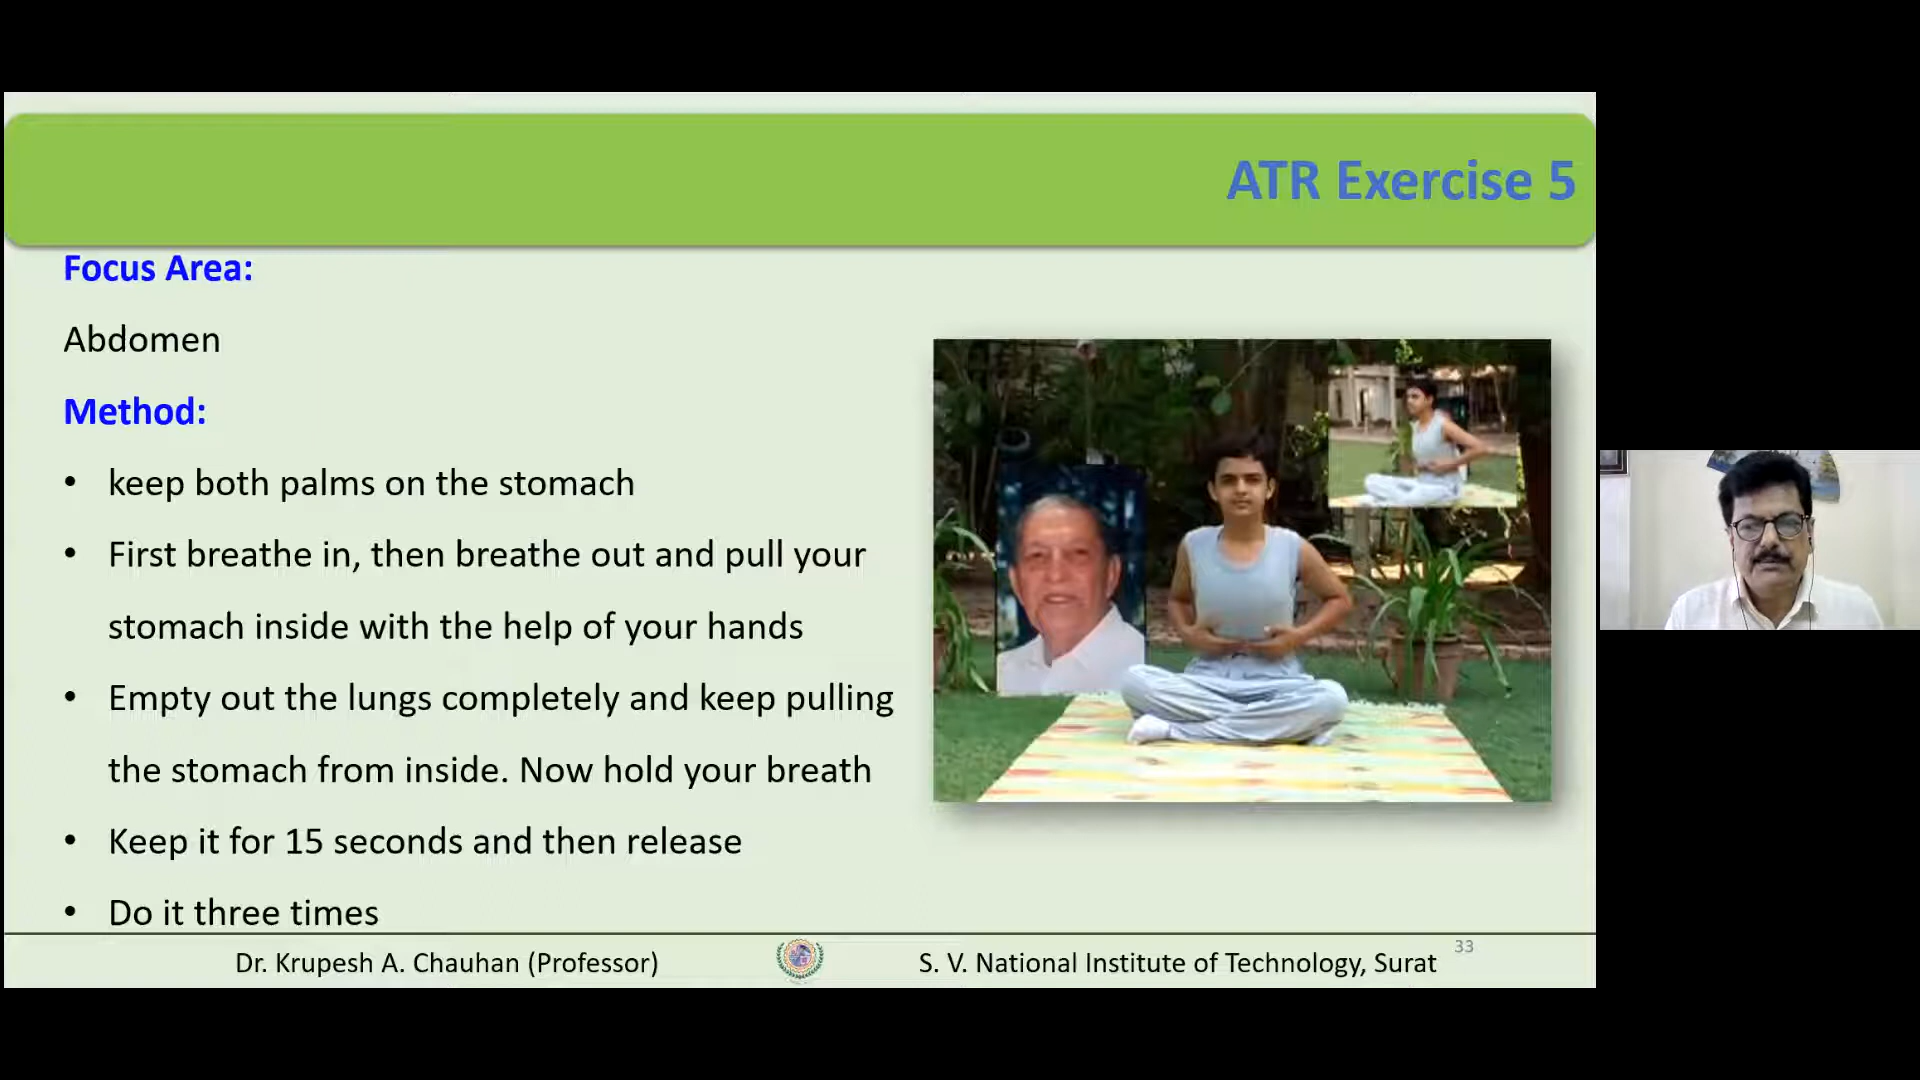 ATR Exercise 5
Focus Area:
Abdomen
Method:
• keep both palms on the stomach
• First breathe in, then breathe out and pull your
stomach inside with the help of your hands
• Empty out the lungs completely and keep pulling
the stomach from inside. Now hold your breath
• Keep it for 15 seconds and then release
• Do it three times
Dr. Krupesh A. Chauhan (Professor)
S. V. National Institute of Technology, Surat
33